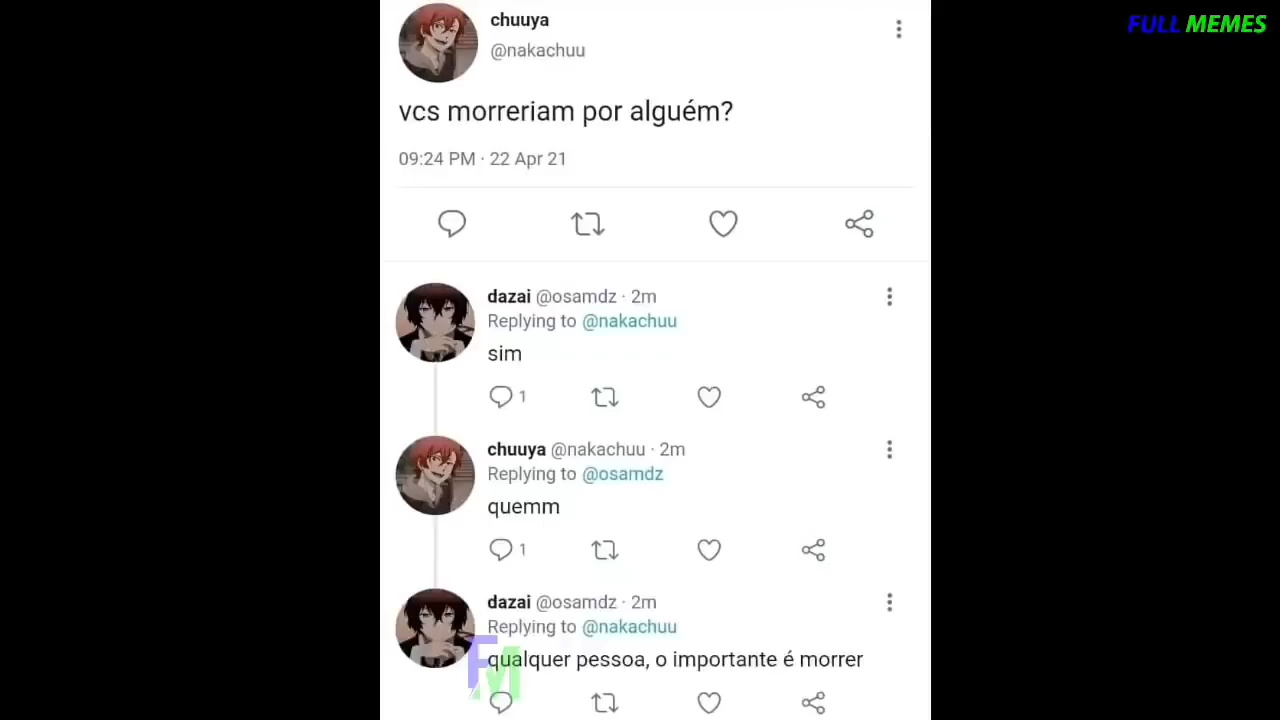 FULL MEMES
chuuya
@nakachuu
vcs morreriam por alguém?
09:24 PM · 22 Apr 21
dazai @osamdz · 2m
Replying to @nakachuu
sim
1
chuuya @nakachuu · 2m
Replying to @osamdz
quemm
1
dazai @osamdz · 2m
Replying to @nakachuu
qualquer pessoa, o importante é morrer
FM